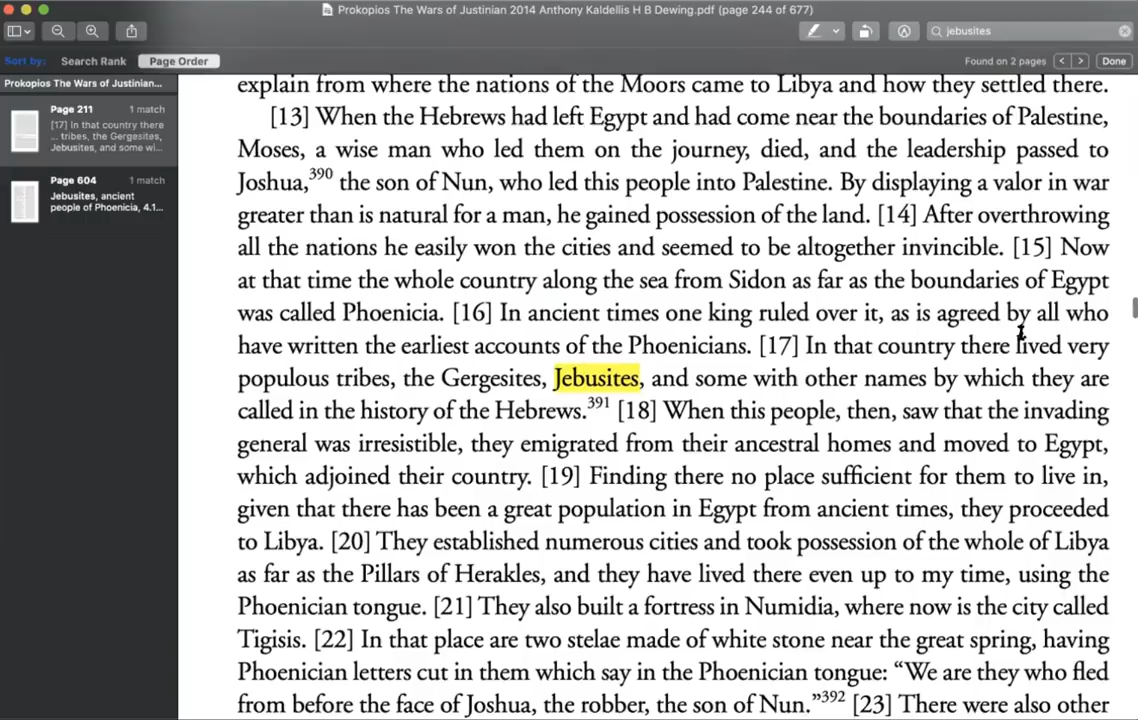 Prokopios The Wars of Justinian 2014 Anthony Kaldellis H B Dewing.pdf (page 244 of 677)
jebusites
Sort by: Search Rank Page Order Found on 2 pages < > Done
Prokopios The Wars of Justinian...
Page 211 1 match
[17] In that country there
... tribes, the Gergesites,
Jebusites, and some wi...
Page 604 1 match
Jebusites, ancient
people of Phoenicia, 4.1...
explain from where the nations of the Moors came to Libya and how they settled there.
[13] When the Hebrews had left Egypt and had come near the boundaries of Palestine,
Moses, a wise man who led them on the journey, died, and the leadership passed to
Joshua,390 the son of Nun, who led this people into Palestine. By displaying a valor in war
greater than is natural for a man, he gained possession of the land. [14] After overthrowing
all the nations he easily won the cities and seemed to be altogether invincible. [15] Now
at that time the whole country along the sea from Sidon as far as the boundaries of Egypt
was called Phoenicia. [16] In ancient times one king ruled over it, as is agreed by all who
have written the earliest accounts of the Phoenicians. [17] In that country there lived very
populous tribes, the Gergesites, Jebusites, and some with other names by which they are
called in the history of the Hebrews.391 [18] When this people, then, saw that the invading
general was irresistible, they emigrated from their ancestral homes and moved to Egypt,
which adjoined their country. [19] Finding there no place sufficient for them to live in,
given that there has been a great population in Egypt from ancient times, they proceeded
to Libya. [20] They established numerous cities and took possession of the whole of Libya
as far as the Pillars of Herakles, and they have lived there even up to my time, using the
Phoenician tongue. [21] They also built a fortress in Numidia, where now is the city called
Tigisis. [22] In that place are two stelae made of white stone near the great spring, having
Phoenician letters cut in them which say in the Phoenician tongue: “We are they who fled
from before the face of Joshua, the robber, the son of Nun.”392 [23] There were also other